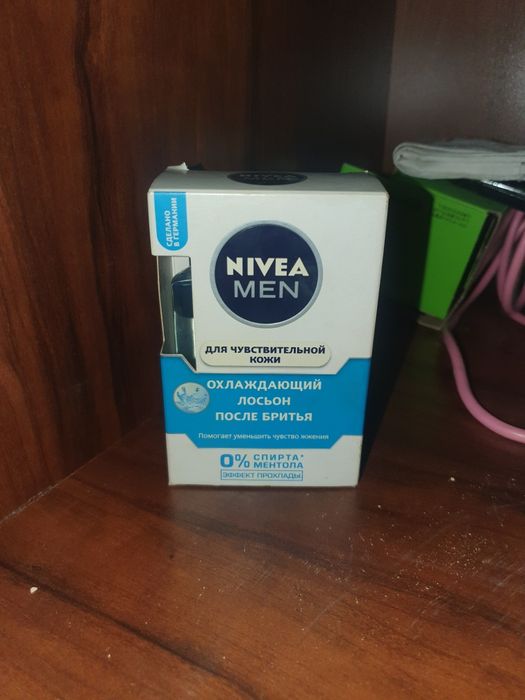 СДЕЛАНО
В ГЕРМАНИИ
NIVEA
MEN
ДЛЯ ЧУВСТВИТЕЛЬНОЙ
КОЖИ
ОХЛАЖДАЮЩИЙ
ЛОСЬОН
ПОСЛЕ БРИТЬЯ
Помогает уменьшить чувство жжения
0% СПИРТА*
МЕНТОЛА
ЭФФЕКТ ПРОХЛАДЫ